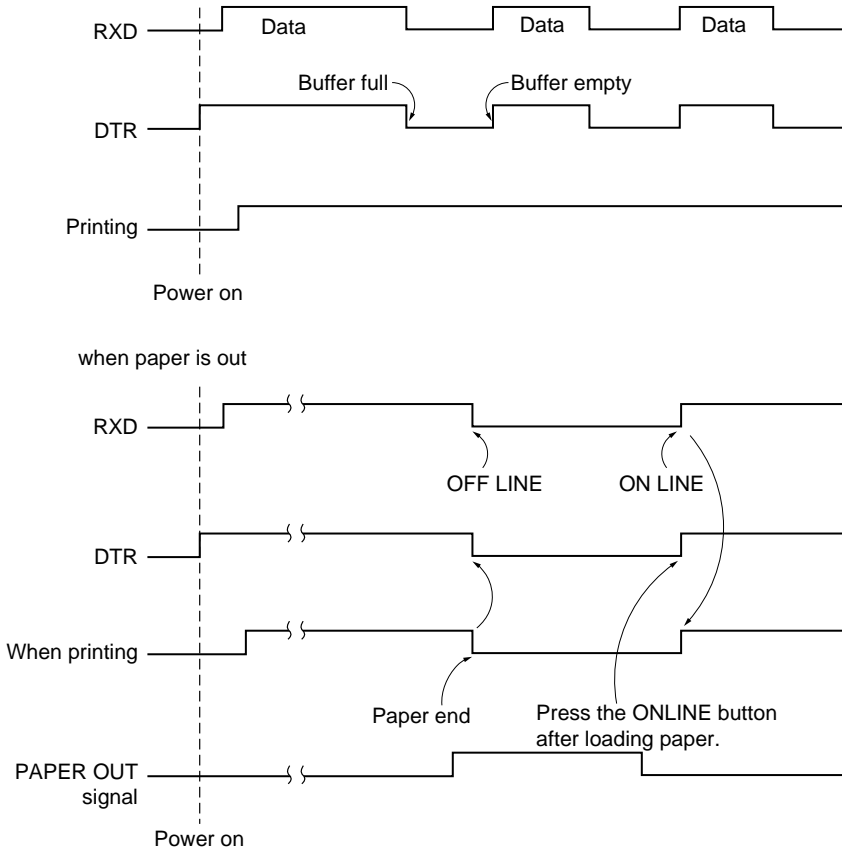 RXD
Data
Data
Data
Buffer full
Buffer empty
DTR
Printing
Power on
when paper is out
RXD
OFF LINE
ON LINE
DTR
When printing
Paper end
Press the ONLINE button
after loading paper.
PAPER OUT
signal
Power on